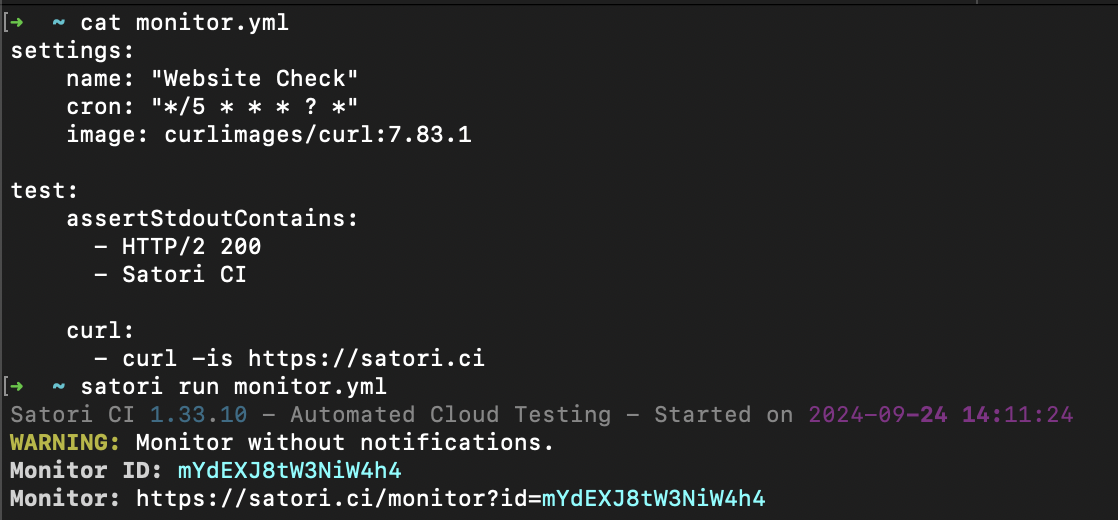 [➜  ~ cat monitor.yml
settings:
    name: "Website Check"
    cron: "*/5 * * * ? *"
    image: curlimages/curl:7.83.1

test:
    assertStdoutContains:
      - HTTP/2 200
      - Satori CI

    curl:
      - curl -is https://satori.ci
[➜  ~ satori run monitor.yml
Satori CI 1.33.10 - Automated Cloud Testing - Started on 2024-09-24 14:11:24
WARNING: Monitor without notifications.
Monitor ID: mYdEXJ8tW3NiW4h4
Monitor: https://satori.ci/monitor?id=mYdEXJ8tW3NiW4h4